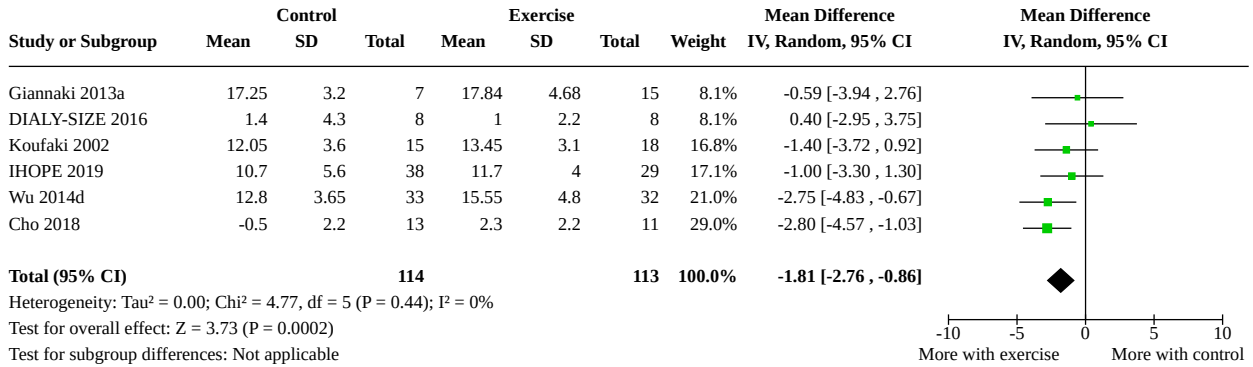 Control Exercise Mean Difference Mean Difference
Study or Subgroup Mean SD Total Mean SD Total Weight IV, Random, 95% CI IV, Random, 95% CI
Giannaki 2013a 17.25 3.2 7 17.84 4.68 15 8.1% -0.59 [-3.94 , 2.76]
DIALY-SIZE 2016 1.4 4.3 8 1 2.2 8 8.1% 0.40 [-2.95 , 3.75]
Koufaki 2002 12.05 3.6 15 13.45 3.1 18 16.8% -1.40 [-3.72 , 0.92]
IHOPE 2019 10.7 5.6 38 11.7 4 29 17.1% -1.00 [-3.30 , 1.30]
Wu 2014d 12.8 3.65 33 15.55 4.8 32 21.0% -2.75 [-4.83 , -0.67]
Cho 2018 -0.5 2.2 13 2.3 2.2 11 29.0% -2.80 [-4.57 , -1.03]
Total (95% CI) 114 113 100.0% -1.81 [-2.76 , -0.86]
Heterogeneity: Tau² = 0.00; Chi² = 4.77, df = 5 (P = 0.44); I² = 0%
Test for overall effect: Z = 3.73 (P = 0.0002)
-10 -5 0 5 10
Test for subgroup differences: Not applicable
More with exercise More with control